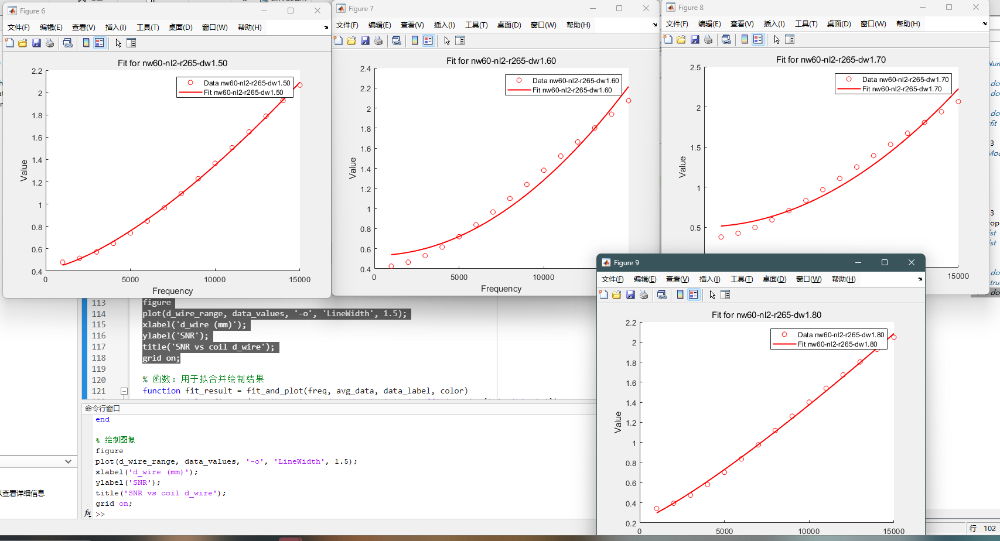 Figure 6
文件(F) 编辑(E) 查看(V) 插入(I) 工具(T) 桌面(D) 窗口(W) 帮助(H)
Fit for nw60-nl2-r265-dw1.50
Data nw60-nl2-r265-dw1.50
Fit nw60-nl2-r265-dw1.50
2.2
2
1.8
1.6
1.4
1.2
1
0.8
0.6
0.4
Value
0 5000 10000 15000
Frequency
Figure 7
文件(F) 编辑(E) 查看(V) 插入(I) 工具(T) 桌面(D) 窗口(W) 帮助(H)
Fit for nw60-nl2-r265-dw1.60
Data nw60-nl2-r265-dw1.60
Fit nw60-nl2-r265-dw1.60
2.4
2.2
2
1.8
1.6
1.4
1.2
1
0.8
0.6
0.4
Value
0 5000 10000
Frequency
Figure 8
文件(F) 编辑(E) 查看(V) 插入(I) 工具(T) 桌面(D) 窗口(W) 帮助(H)
Fit for nw60-nl2-r265-dw1.70
Data nw60-nl2-r265-dw1.70
Fit nw60-nl2-r265-dw1.70
2.5
2
1.5
1
0.5
Value
15000
Figure 9
文件(F) 编辑(E) 查看(V) 插入(I) 工具(T) 桌面(D) 窗口(W) 帮助(H)
Fit for nw60-nl2-r265-dw1.80
Data nw60-nl2-r265-dw1.80
Fit nw60-nl2-r265-dw1.80
2.2
2
1.8
1.6
1.4
1.2
1
0.8
0.6
0.4
0.2
Value
0 5000 10000 15000
113 figure
114 plot(d_wire_range, data_values, '-o', 'LineWidth', 1.5);
115 xlabel('d_wire (mm)');
116 ylabel('SNR');
117 title('SNR vs coil d_wire');
118 grid on;
119
120 % 函数：用于拟合并绘制结果
121 function fit_result = fit_and_plot(freq, avg_data, data_label, color)
命令行窗口
end
% 绘制图像
figure
plot(d_wire_range, data_values, '-o', 'LineWidth', 1.5);
xlabel('d_wire (mm)');
ylabel('SNR');
title('SNR vs coil d_wire');
grid on;
fx >>
查看详细信息
行 102